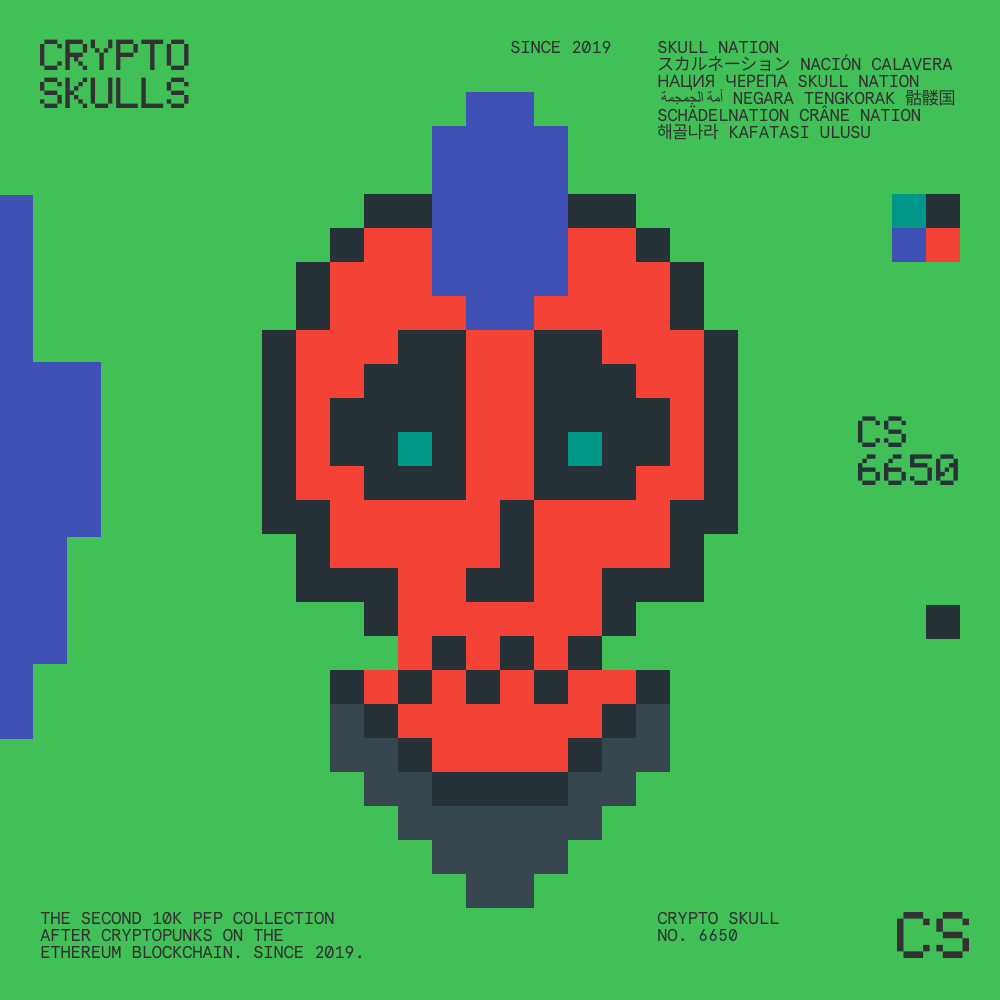 CRYPTO
SKULLS
SINCE 2019
SKULL NATION
スカルネーション NACIÓN CALAVERA
НАЦИЯ ЧЕРЕПА SKULL NATION
أمة الجمجمة NEGARA TENGKORAK 骷髅国
SCHÄDELNATION CRÂNE NATION
해골나라 KAFATASI ULUSU
CS
6650
THE SECOND 10K PFP COLLECTION
AFTER CRYPTOPUNKS ON THE
ETHEREUM BLOCKCHAIN. SINCE 2019.
CRYPTO SKULL
NO. 6650
CS